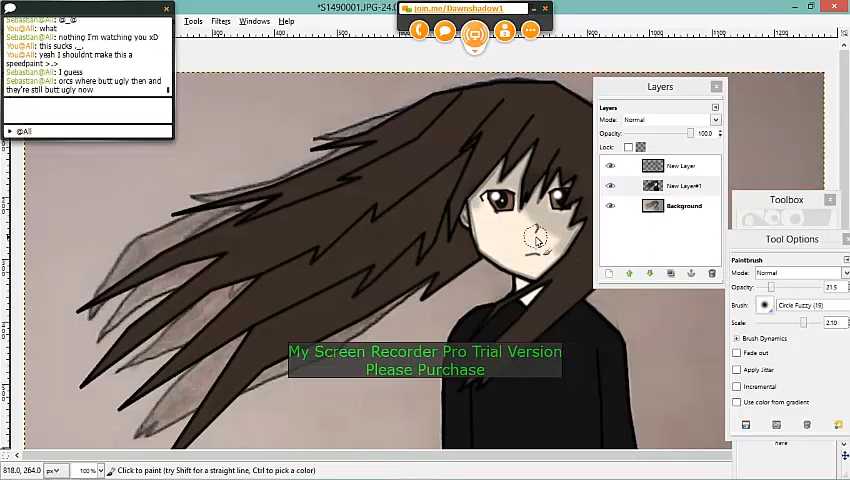 *S1490001.JPG-24.0
join.me/Dawnshadow1
Sebastian@All: @_@
You@All: what
Sebastian@All: nothing I'm watching you xD
You@All: this sucks ._.
You@All: yeah I shouldnt make this a
speedpaint >.>
Sebastian@All: I guess
Sebastian@All: orcs where butt ugly then and
they're still butt ugly now
@All
Tools Filters Windows Help
Layers
Layers
Mode: Normal
Opacity: 100.0
Lock:
New Layer
New Layer#1
Background
Toolbox
Tool Options
Paintbrush
Mode: Normal
Opacity: 21.5
Brush: Circle Fuzzy (19)
Scale: 2.19
Brush Dynamics
Fade out
Apply Jitter
Incremental
Use color from gradient
here
My Screen Recorder Pro Trial Version
Please Purchase
818.0, 264.0 px 100% Click to paint (try Shift for a straight line, Ctrl to pick a color)